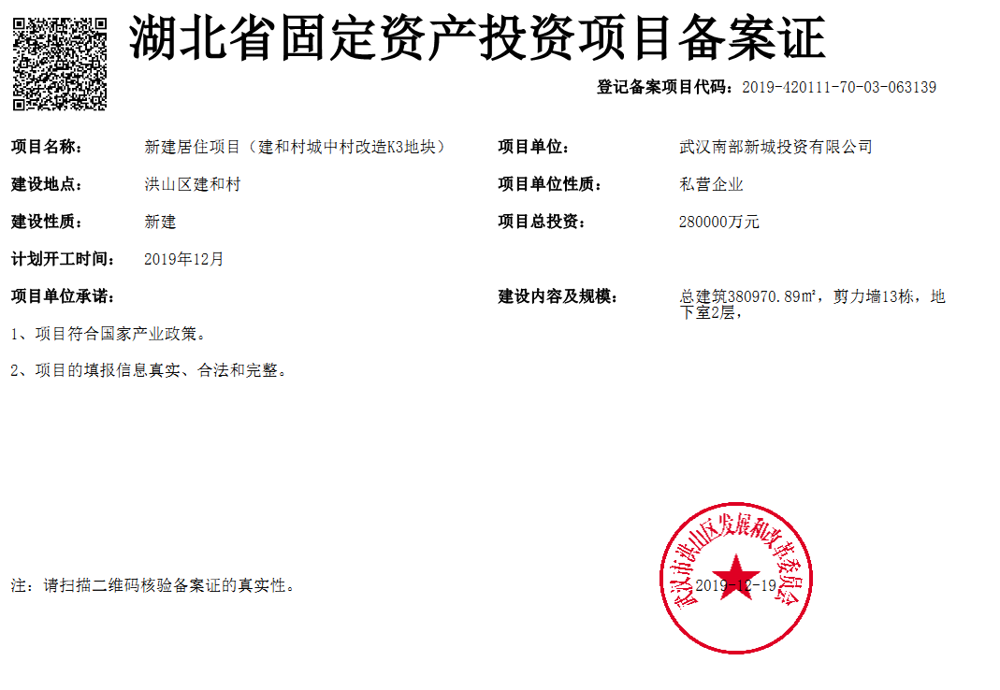 湖北省固定资产投资项目备案证
登记备案项目代码：2019-420111-70-03-063139
项目名称： 新建居住项目（建和村城中村改造K3地块） 项目单位： 武汉南部新城投资有限公司
建设地点： 洪山区建和村 项目单位性质： 私营企业
建设性质： 新建 项目总投资： 280000万元
计划开工时间： 2019年12月
项目单位承诺： 建设内容及规模： 总建筑380970.89㎡，剪力墙13栋，地
下室2层，
1、项目符合国家产业政策。
2、项目的填报信息真实、合法和完整。
武汉市洪山区发展和改革委员会
注：请扫描二维码核验备案证的真实性。 2019-12-19